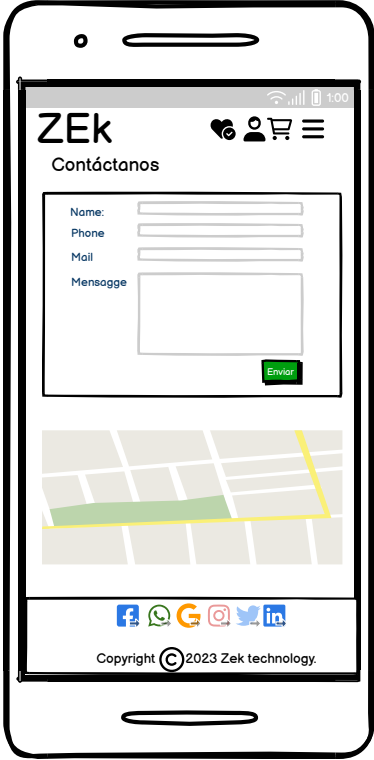 1:00
ZEk
Contáctanos
Name:
Phone
Mail
Mensagge
Enviar
Copyright © 2023 Zek technology.